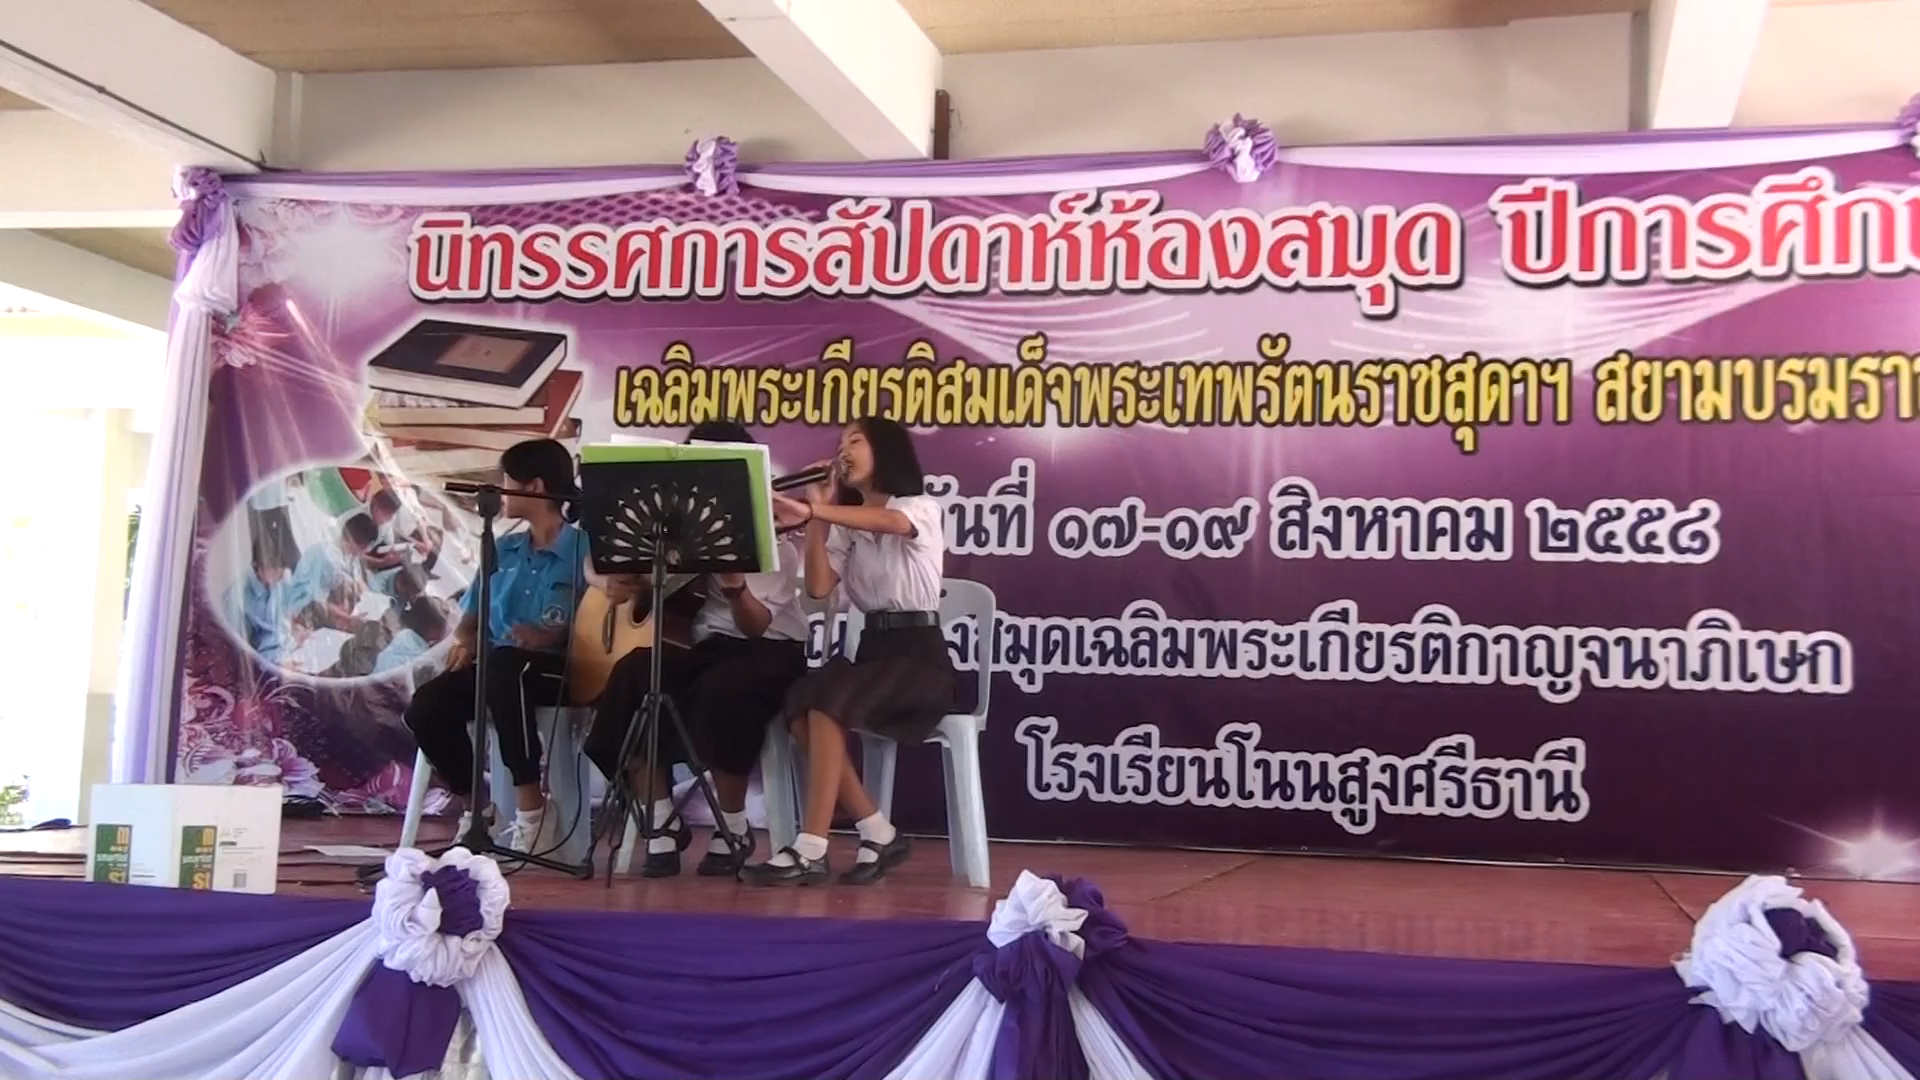 นิทรรศการสัปดาห์ห้องสมุด ปีการศึกษ
เฉลิมพระเกียรติสมเด็จพระเทพรัตนราชสุดาฯ สยามบรมราช
วันที่ ๑๗-๑๙ สิงหาคม ๒๕๕๘
ห้องสมุดเฉลิมพระเกียรติกาญจนาภิเษก
โรงเรียนโนนสูงศรีธานี